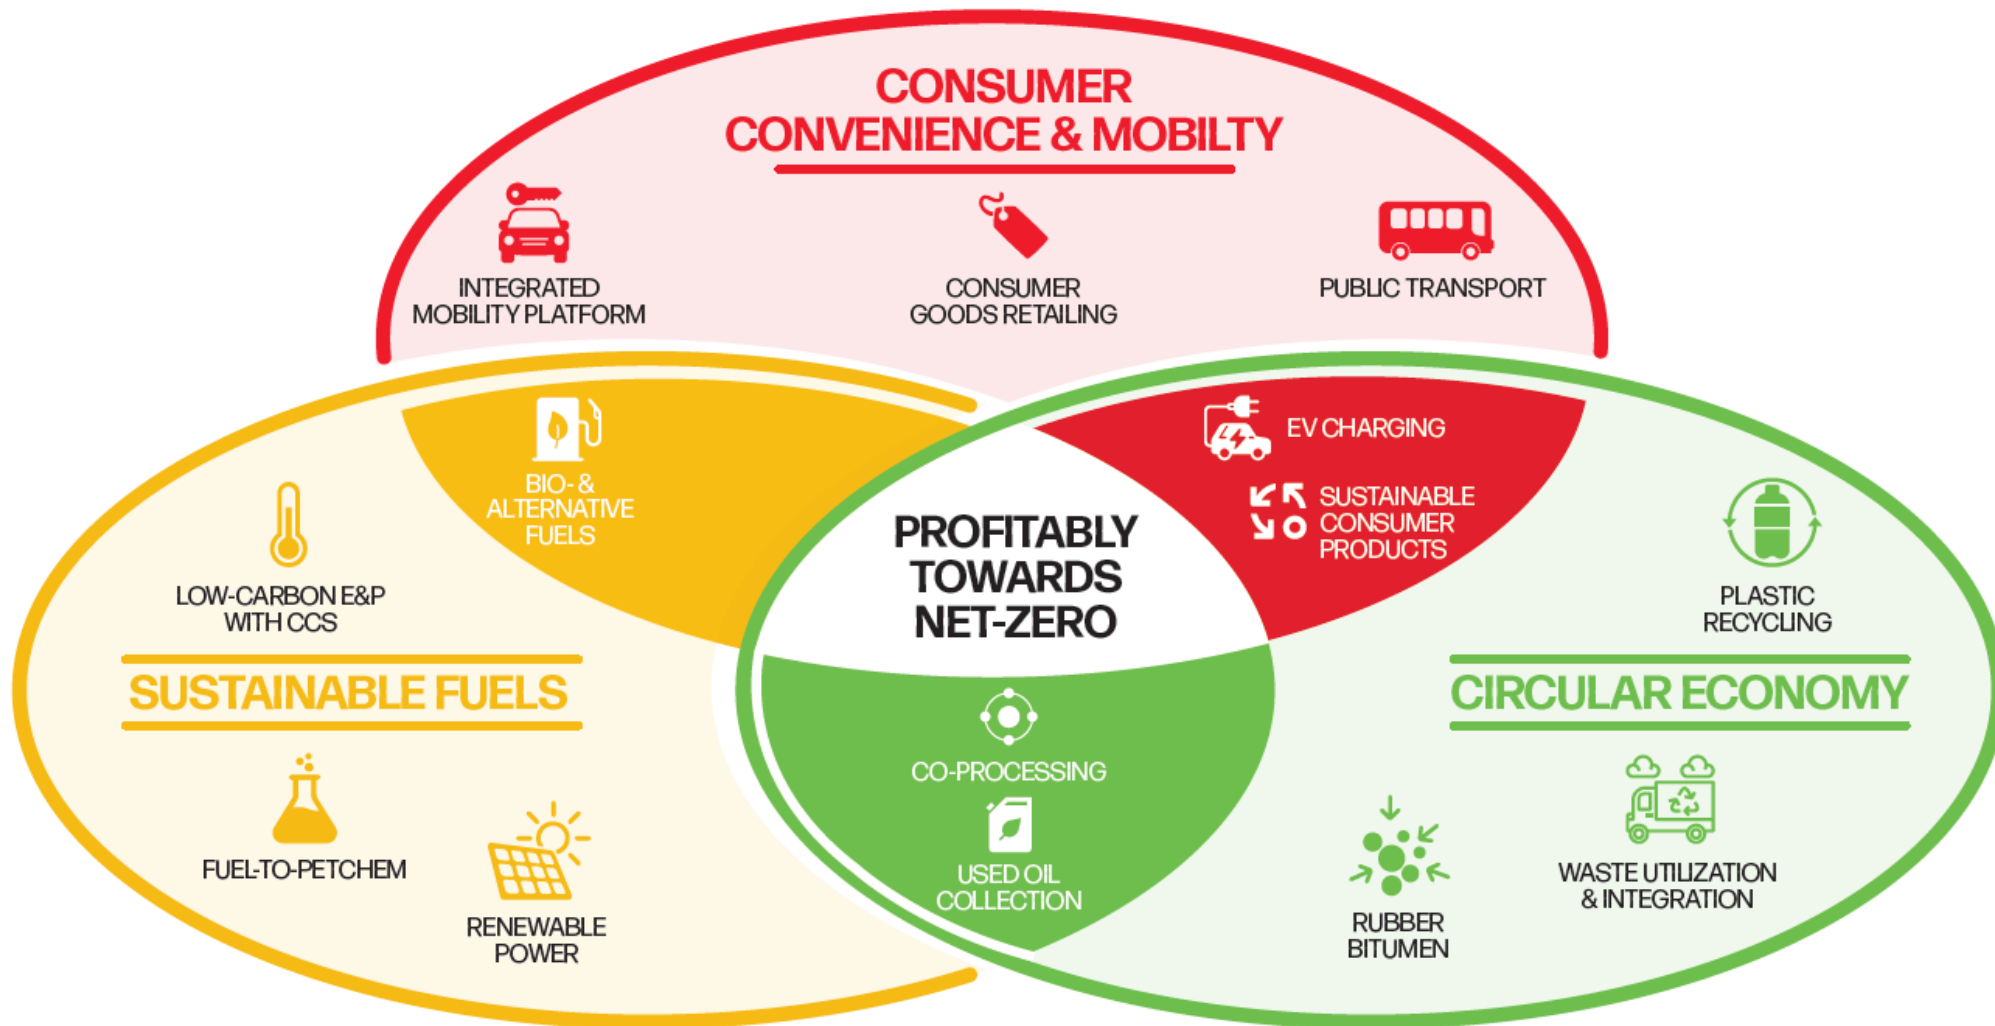 CONSUMER
CONVENIENCE & MOBILTY
INTEGRATED
MOBILITY PLATFORM
CONSUMER
GOODS RETAILING
PUBLIC TRANSPORT
BIO- &
ALTERNATIVE
FUELS
EV CHARGING
SUSTAINABLE
CONSUMER
PRODUCTS
PROFITABLY
TOWARDS
NET-ZERO
LOW-CARBON E&P
WITH CCS
SUSTAINABLE FUELS
FUEL-TO-PETCHEM
RENEWABLE
POWER
CO-PROCESSING
USED OIL
COLLECTION
PLASTIC
RECYCLING
CIRCULAR ECONOMY
WASTE UTILIZATION
& INTEGRATION
RUBBER
BITUMEN